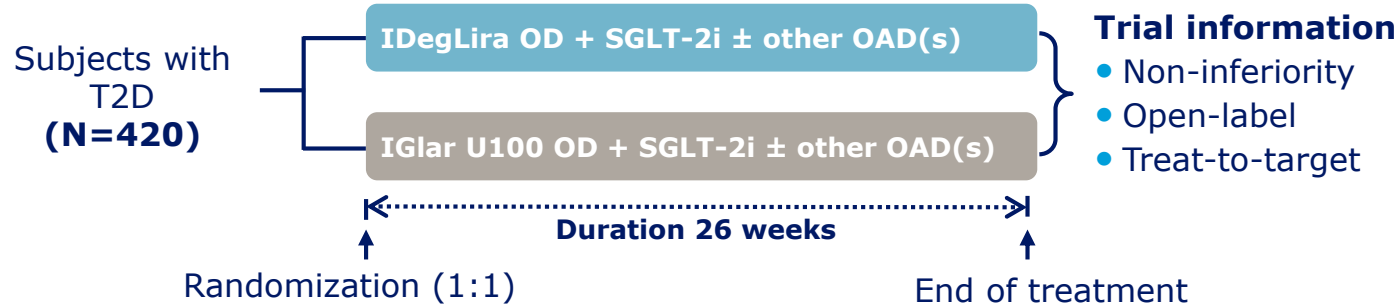 Subjects with
T2D
(N=420)
IDegLira OD + SGLT-2i ± other OAD(s)
IGlar U100 OD + SGLT-2i ± other OAD(s)
Duration 26 weeks
Randomization (1:1)
End of treatment
Trial information
• Non-inferiority
• Open-label
• Treat-to-target